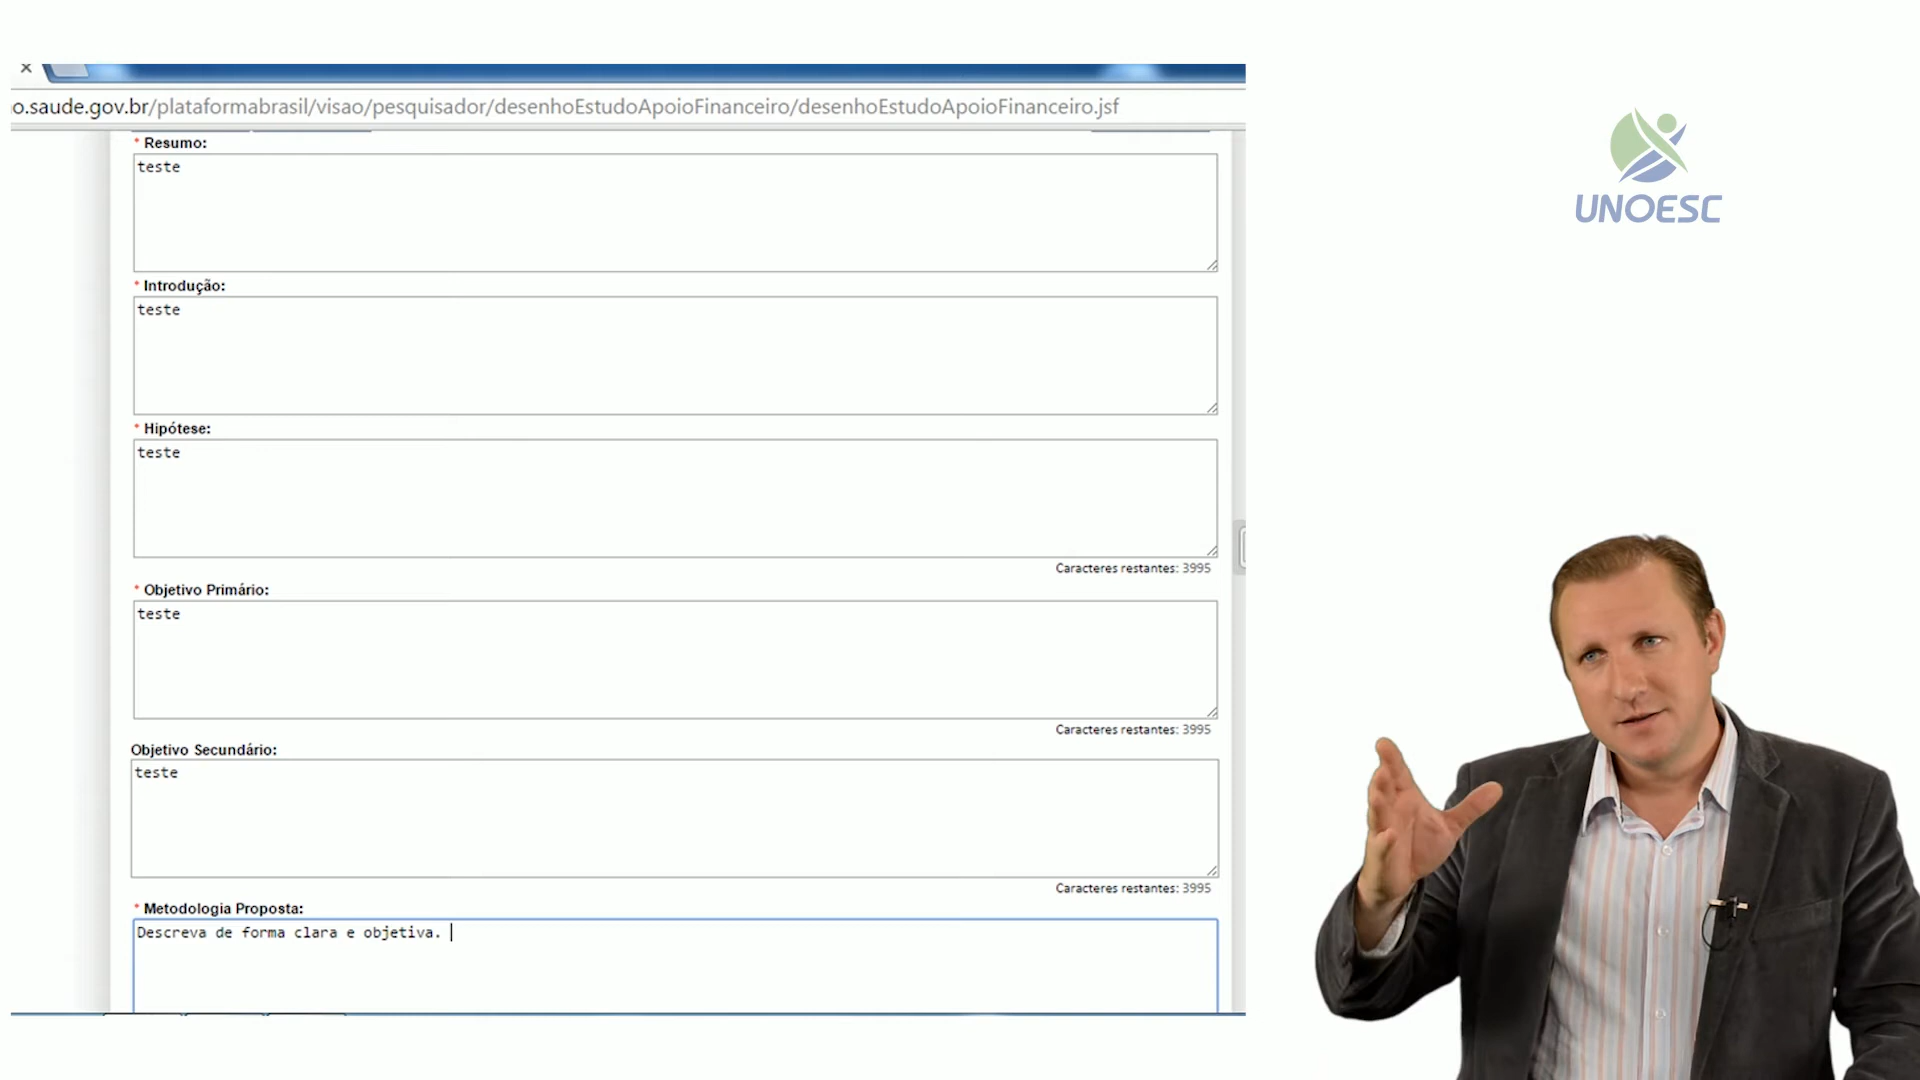 o.saude.gov.br/plataformabrasil/visao/pesquisador/desenhoEstudoApoioFinanceiro/desenhoEstudoApoioFinanceiro.jsf
* Resumo:
teste
* Introdução:
teste
* Hipótese:
teste
Caracteres restantes: 3995
* Objetivo Primário:
teste
Caracteres restantes: 3995
Objetivo Secundário:
teste
Caracteres restantes: 3995
* Metodologia Proposta:
Descreva de forma clara e objetiva.
UNOESC